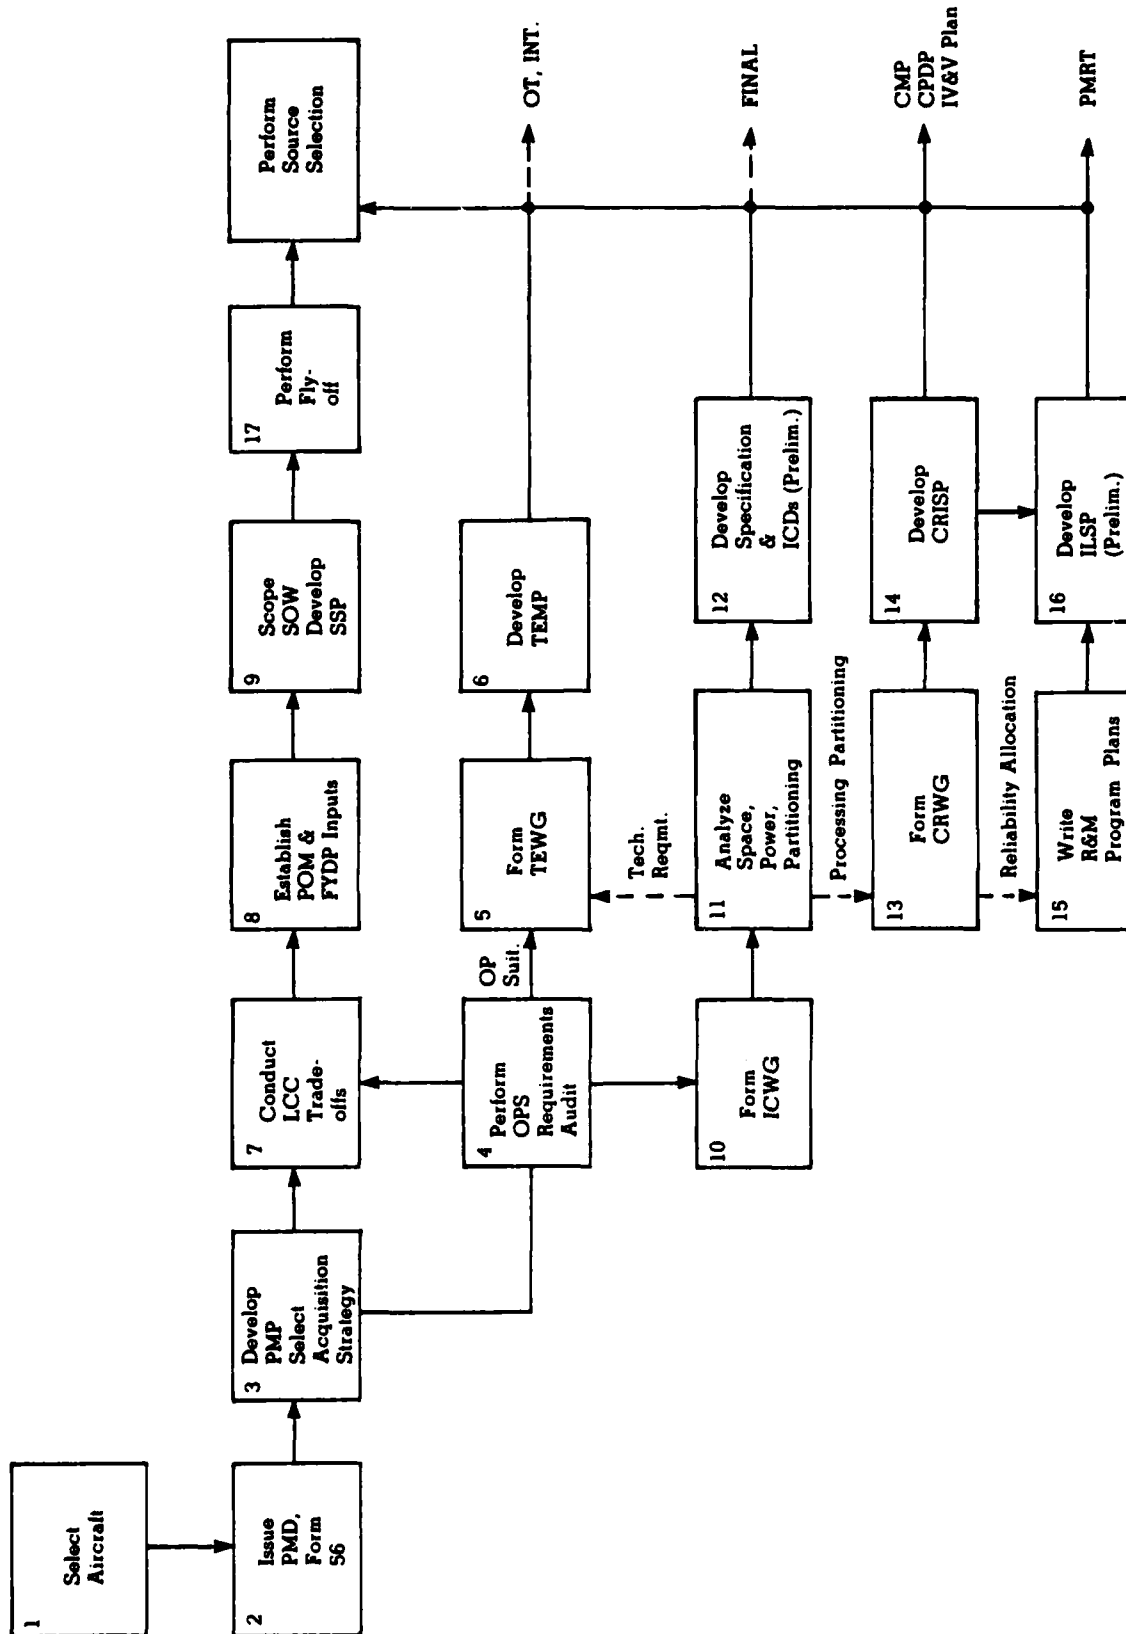 1
Select
Aircraft
2
Issue
PMD,
Form
56
3
Develop
PMP
Select
Acquisition
Strategy
7
Conduct
LCC
Trade-
offs
8
Establish
POM &
FYDP Inputs
9
Scope
SOW
Develop
SSP
17
Perform
Fly-
off
Perform
Source
Selection
4
Perform
OPS
Requirements
Audit
OP
Suit.
5
Form
TEWG
6
Develop
TEMP
OT, INT.
Tech.
Reqmt.
10
Form
ICWG
11
Analyze
Space,
Power,
Partitioning
12
Develop
Specification
&
ICDs (Prelim.)
FINAL
Processing Partitioning
13
Form
CRWG
14
Develop
CRISP
CMP
CPDP
IV&V Plan
Reliability Allocation
15
Write
R&M
Program Plans
16
Develop
ILSP
(Prelim.)
PMRT